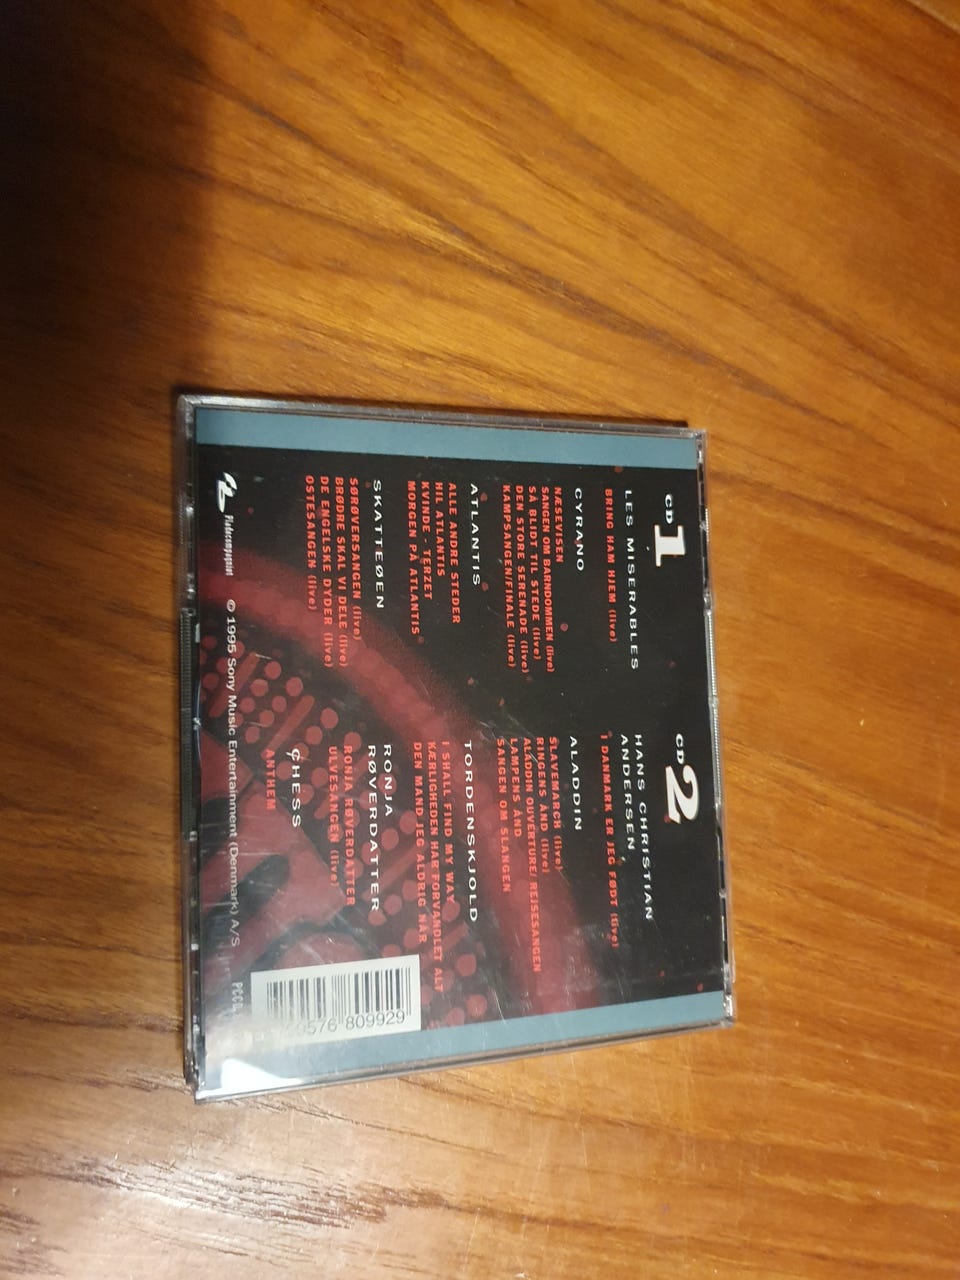 CD1
LES MISERABLES
BRING HAM HJEM (live)
CYRANO
NÆSEVISEN
SANGEN OM BARNDOMMEN (live)
SÅ BLIDT TIL STEDE (live)
DEN STORE SERENADE (live)
KAMPSANGEN/FINALE (live)
ATLANTIS
ALLE ANDRE STEDER
HIL ATLANTIS
KVINDE - TERZET
MORGEN PÅ ATLANTIS
SKATTEØEN
SØRØVERSANGEN (live)
BRØDRE SKAL VI DELE (live)
DE ENGELSKE DYDER (live)
OSTESANGEN (live)
CD2
HANS CHRISTIAN
ANDERSEN
I DANMARK ER JEG FØDT (live)
ALADDIN
SLAVEMARCH (live)
RINGENS ÅND (live)
ALADDIN OUVERTURE/ REJSESANGEN
LAMPENS ÅND
SANGEN OM SLANGEN
TORDENSKJOLD
I SHALL FIND MY WAY
KÆRLIGHEDEN HAR FORVANDLET ALT
DEN MAND JEG ALDRIG NÅR
RONJA
RØVERDATTER
RONJA RØVERDATTER
ULVESANGEN (live)
CHESS
ANTHEM
Pladecompagniet
© 1995 Sony Music Entertainment (Denmark) A/S
9576 809929